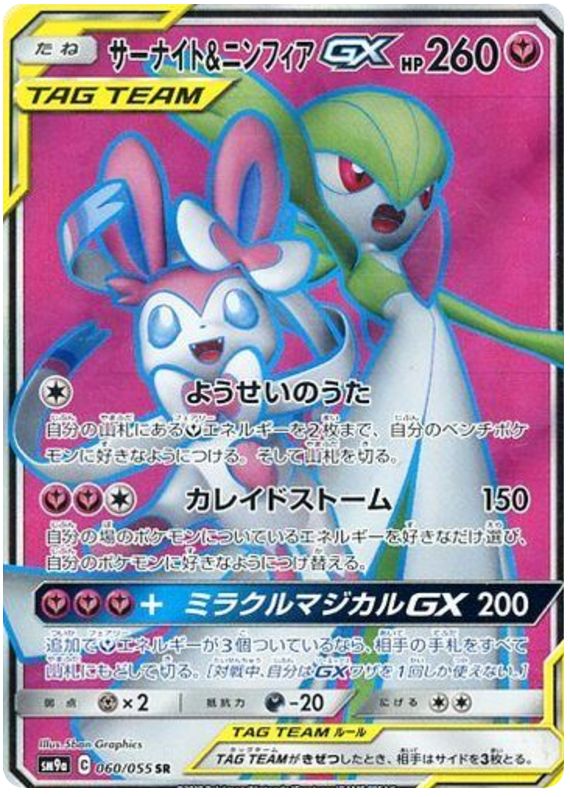 たね サーナイト&ニンフィアGX HP260
TAG TEAM
ようせいのうた
自分の山札にあるエネルギーを2枚まで、自分のベンチポケ
モンに好きなようにつける。そして山札を切る。
カレイドストーム 150
自分の場のポケモンについているエネルギーを好きなだけ選び、
自分のポケモンに好きなようにつけ替える。
+ ミラクルマジカルGX 200
追加でエネルギーが3個ついているなら、相手の手札をすべて
山札にもどして切る。[対戦中、自分はGXワザを1回しか使えない。]
弱点 ×2 抵抗力 -20 にげる
TAG TEAM ルール
Illus. 5ban Graphics
TAG TEAMがきぜつしたとき、相手はサイドを3枚とる。
SM9a C 060/055 SR